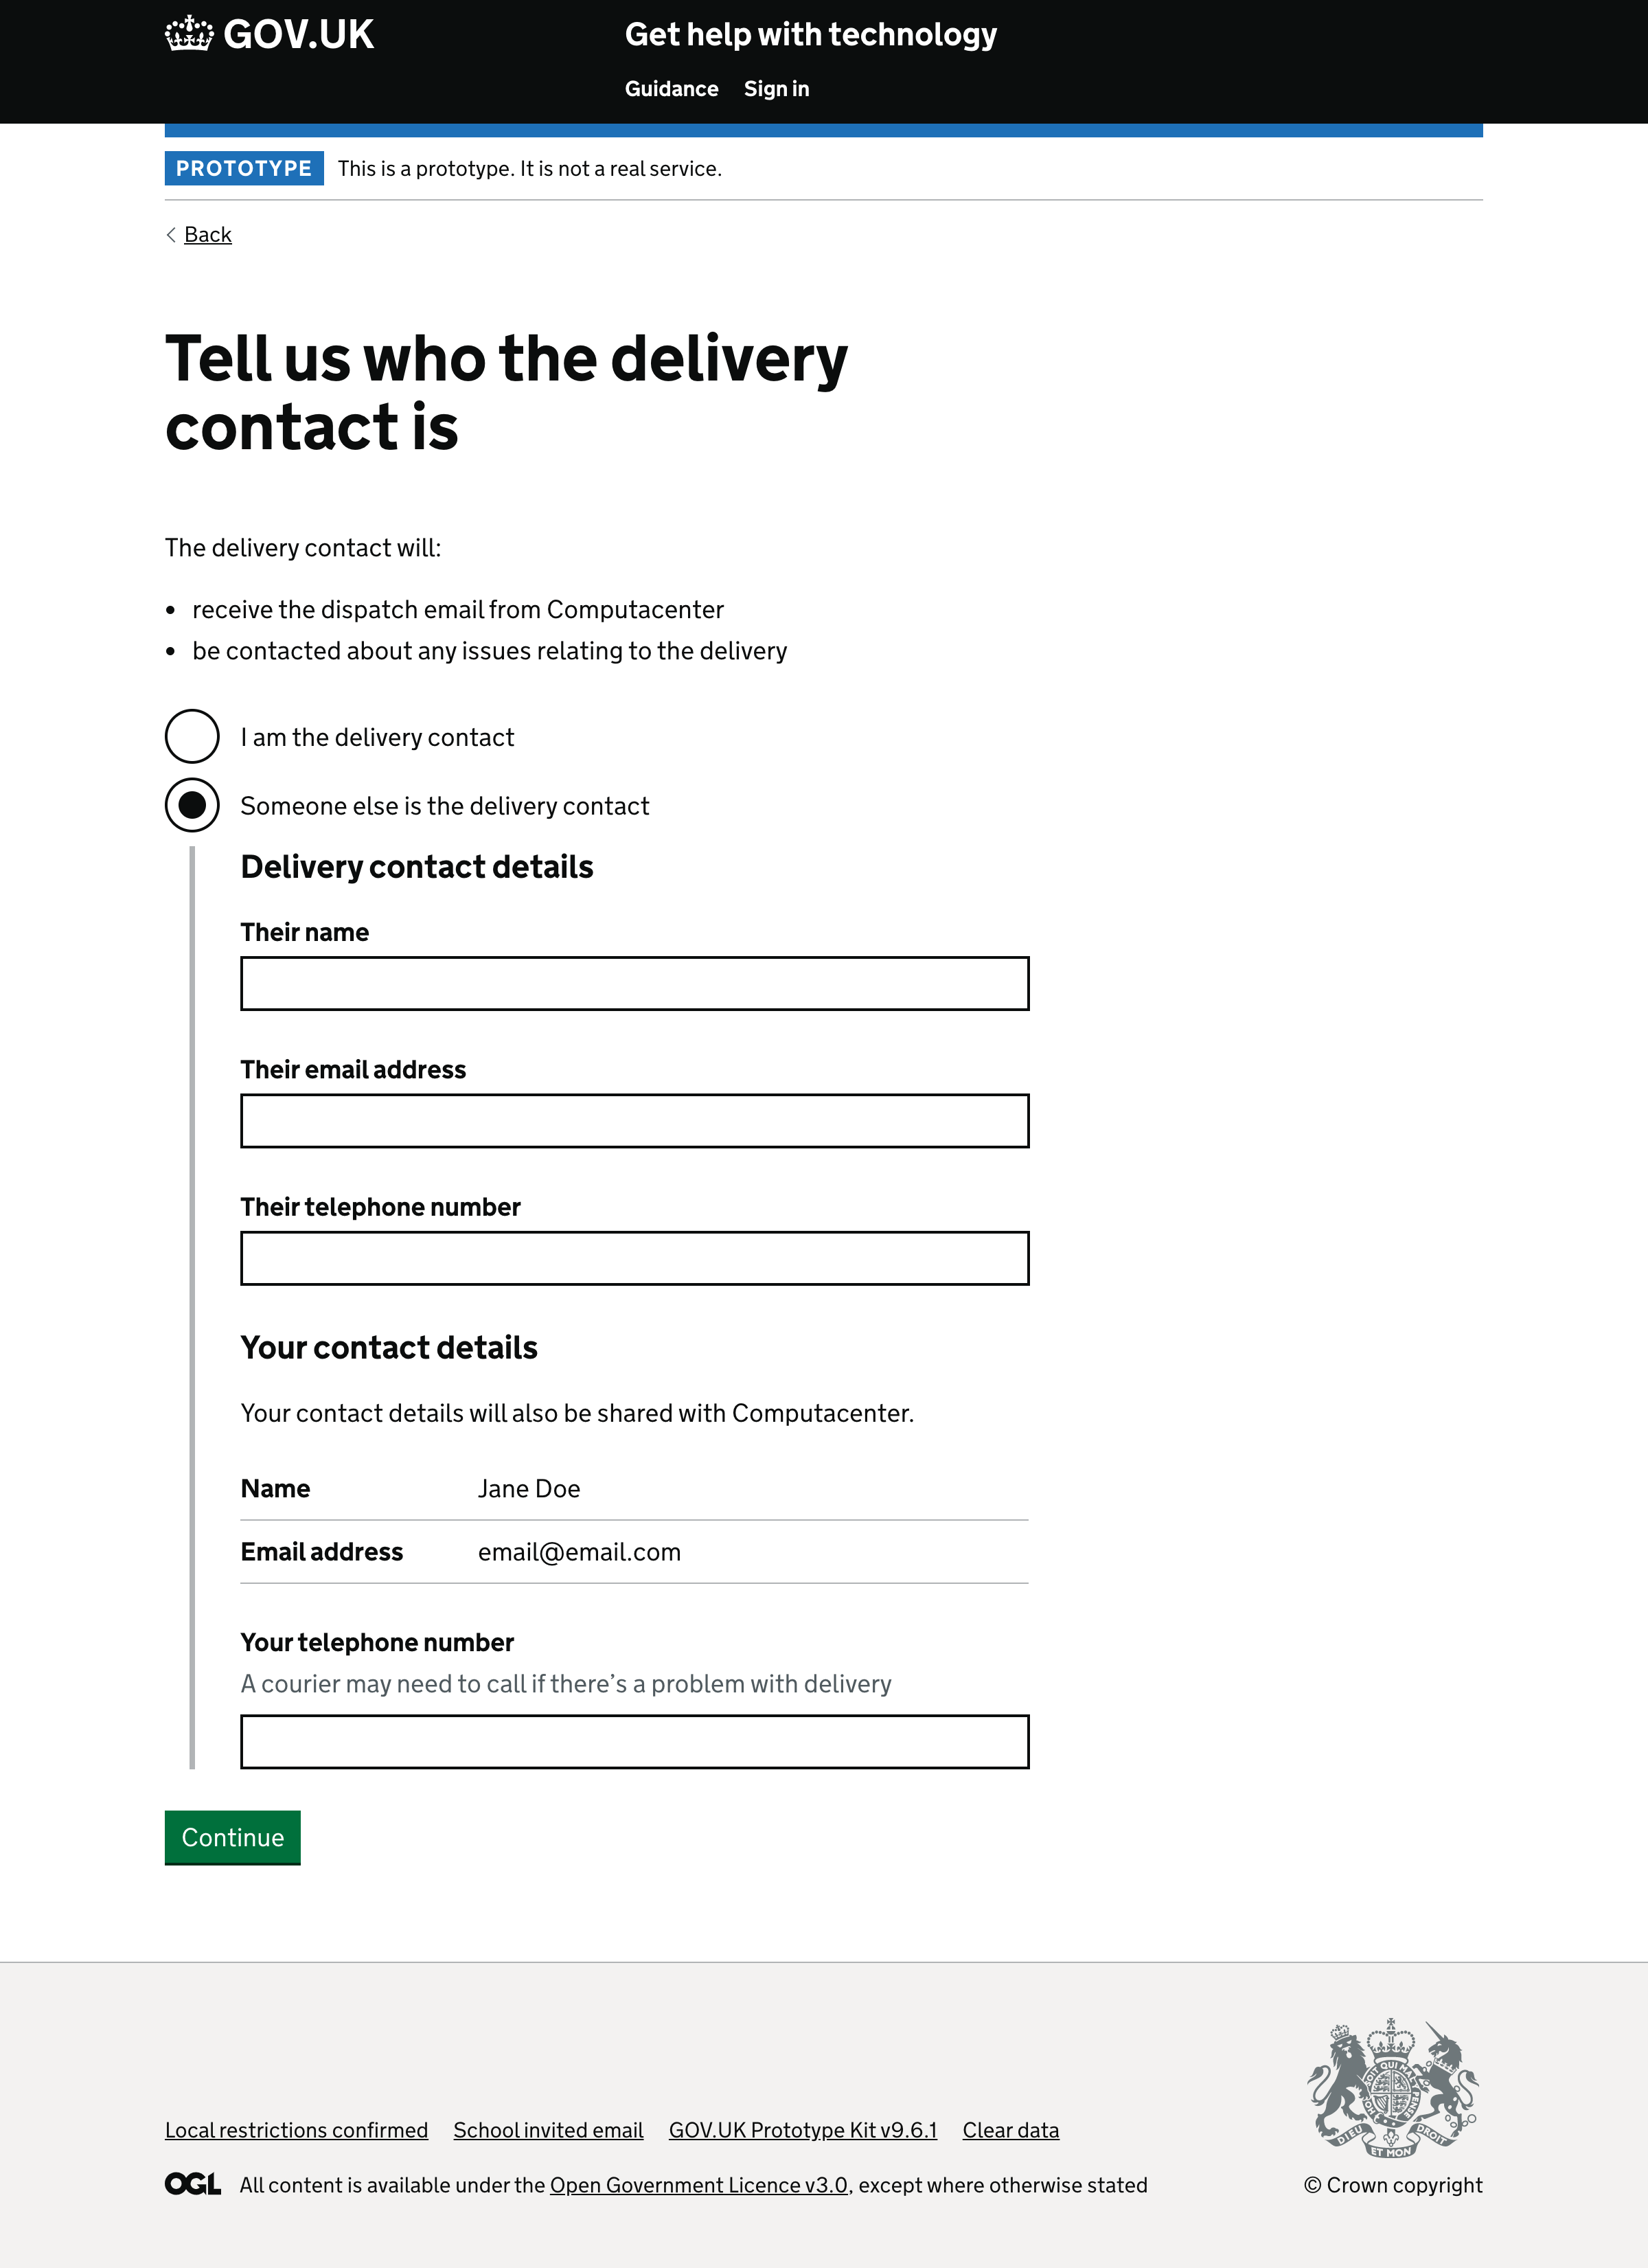 GOV.UK
Get help with technology
Guidance Sign in
PROTOTYPE This is a prototype. It is not a real service.
Back
Tell us who the delivery
contact is
The delivery contact will:
• receive the dispatch email from Computacenter
• be contacted about any issues relating to the delivery
I am the delivery contact
Someone else is the delivery contact
Delivery contact details
Their name
Their email address
Their telephone number
Your contact details
Your contact details will also be shared with Computacenter.
Name Jane Doe
Email address email@email.com
Your telephone number
A courier may need to call if there’s a problem with delivery
Continue
Local restrictions confirmed School invited email GOV.UK Prototype Kit v9.6.1 Clear data
OGL All content is available under the Open Government Licence v3.0, except where otherwise stated
DIEU ET MON DROIT
© Crown copyright